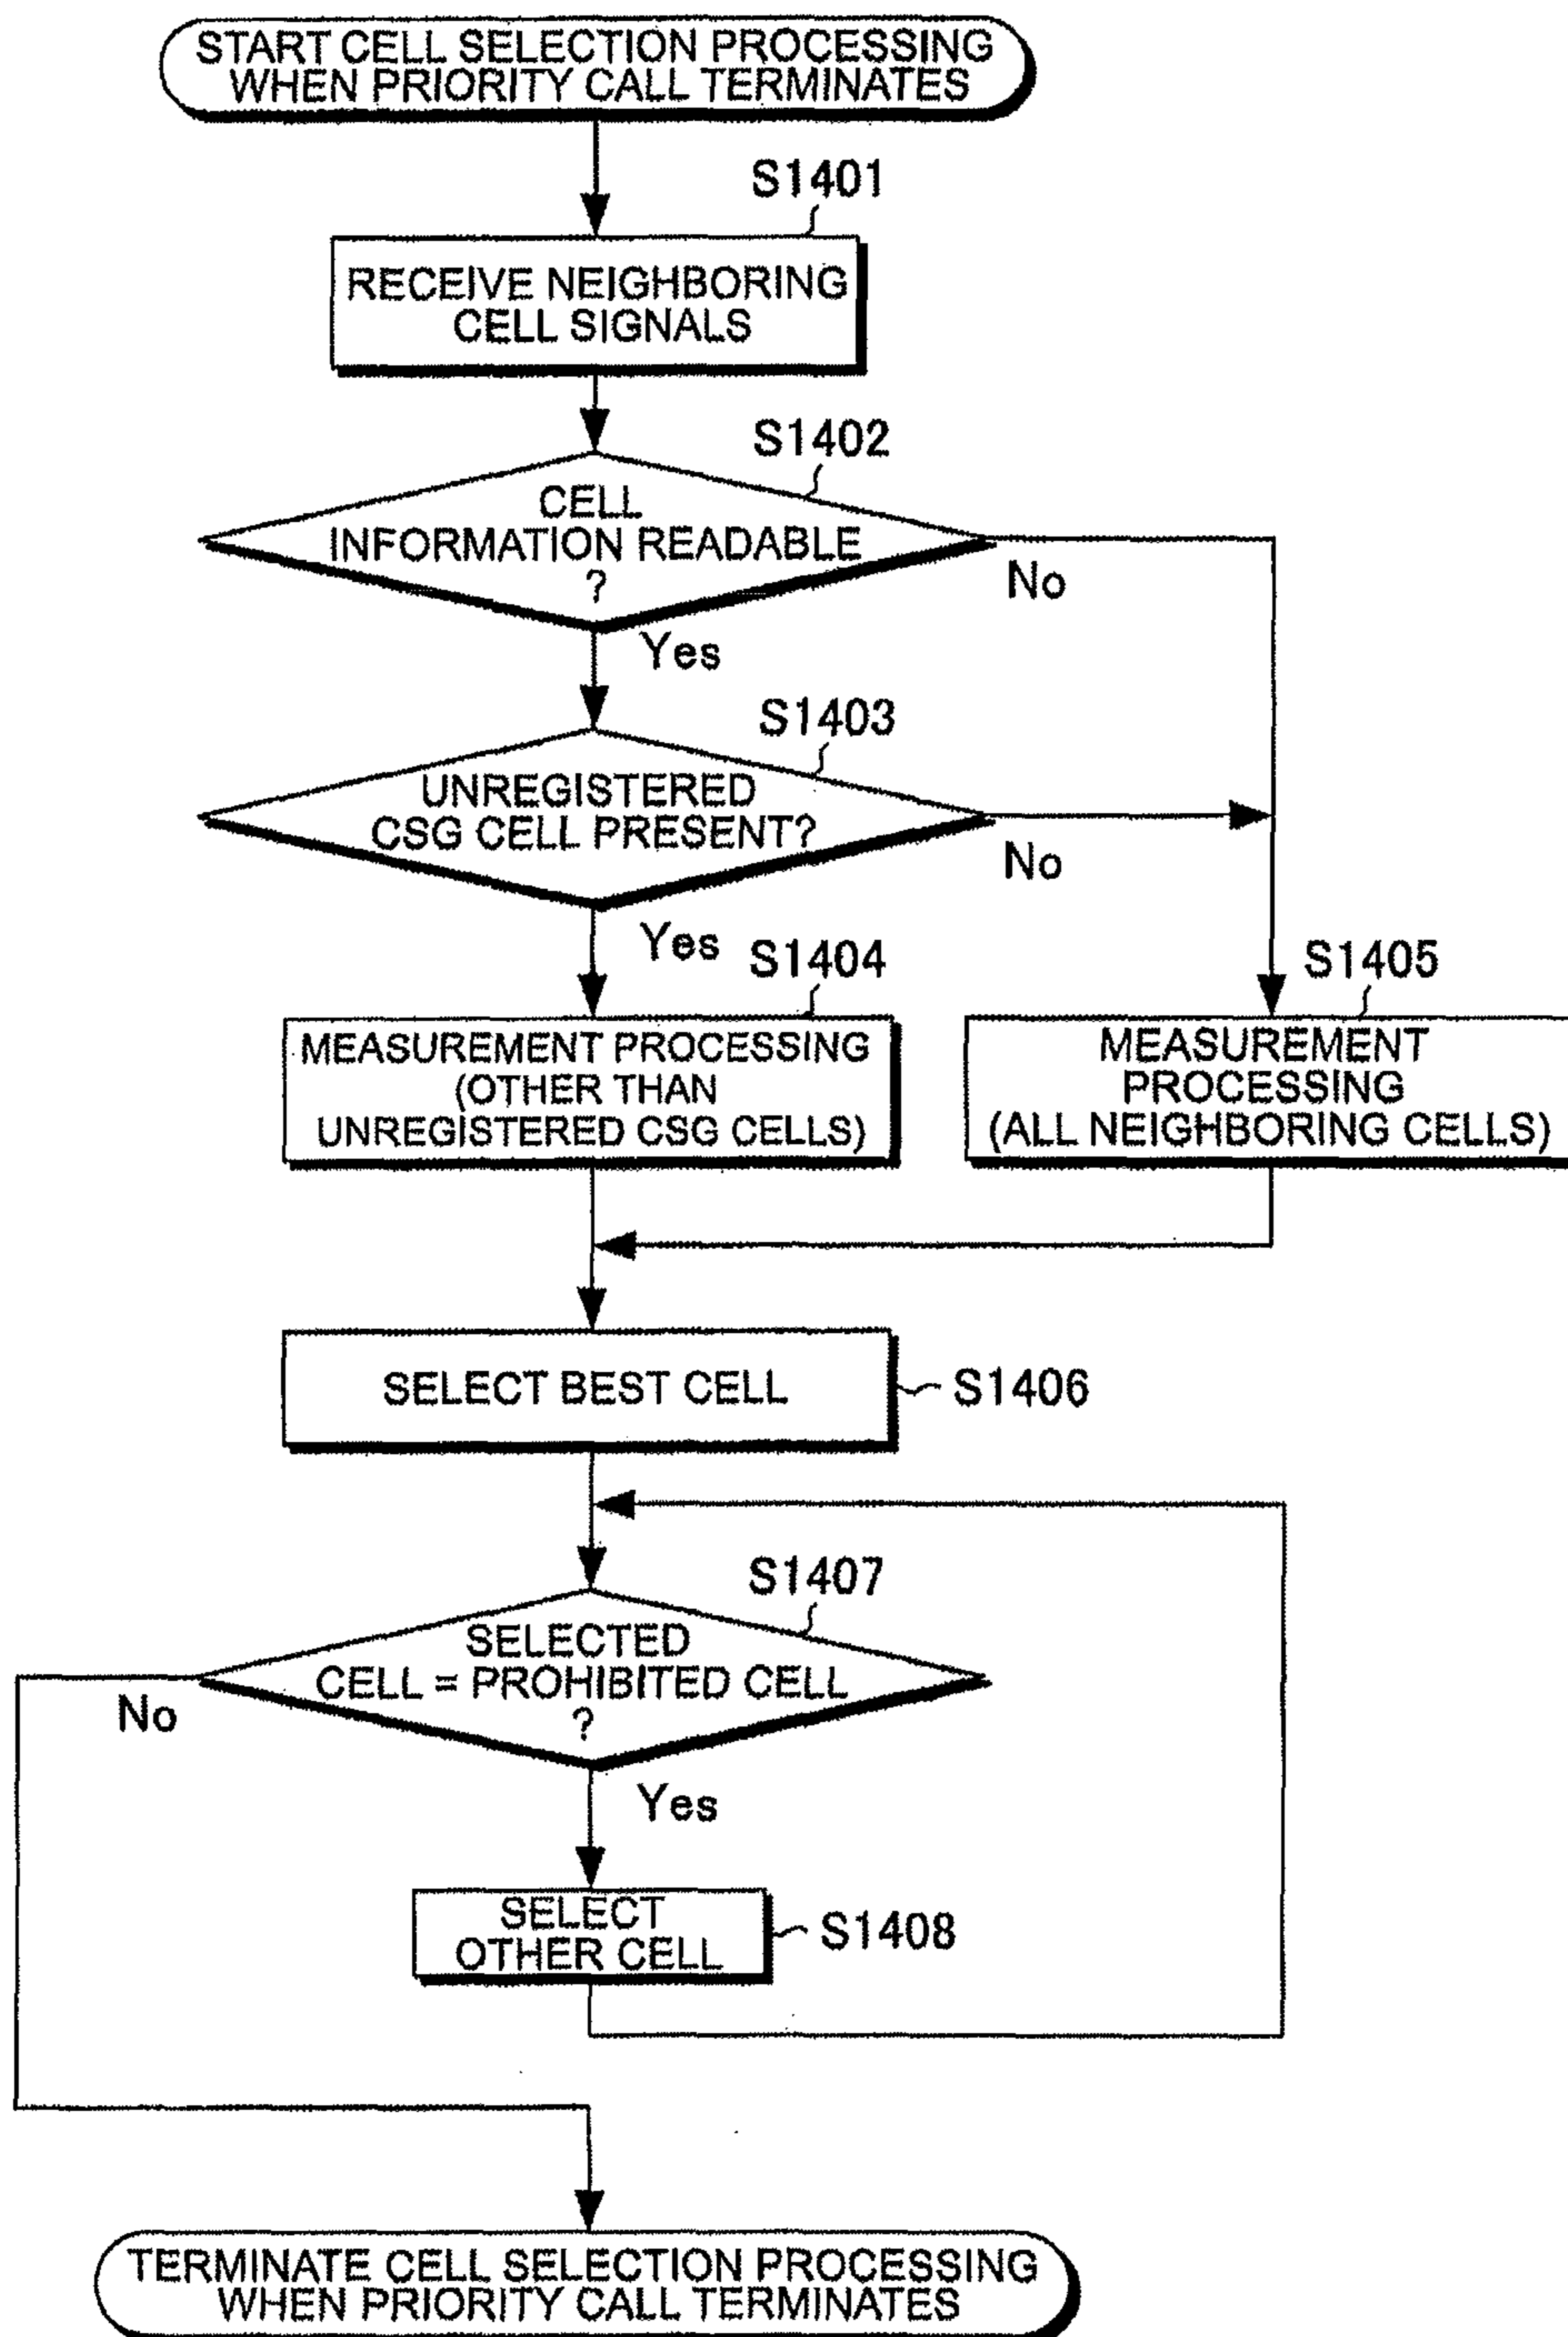 START CELL SELECTION PROCESSING
WHEN PRIORITY CALL TERMINATES
S1401
RECEIVE NEIGHBORING
CELL SIGNALS
S1402
CELL
INFORMATION READABLE
?
No
Yes
S1403
UNREGISTERED
CSG CELL PRESENT?
No
Yes
S1404
MEASUREMENT PROCESSING
(OTHER THAN
UNREGISTERED CSG CELLS)
S1405
MEASUREMENT
PROCESSING
(ALL NEIGHBORING CELLS)
SELECT BEST CELL
S1406
S1407
SELECTED
CELL = PROHIBITED CELL
?
No
Yes
SELECT
OTHER CELL
S1408
TERMINATE CELL SELECTION PROCESSING
WHEN PRIORITY CALL TERMINATES